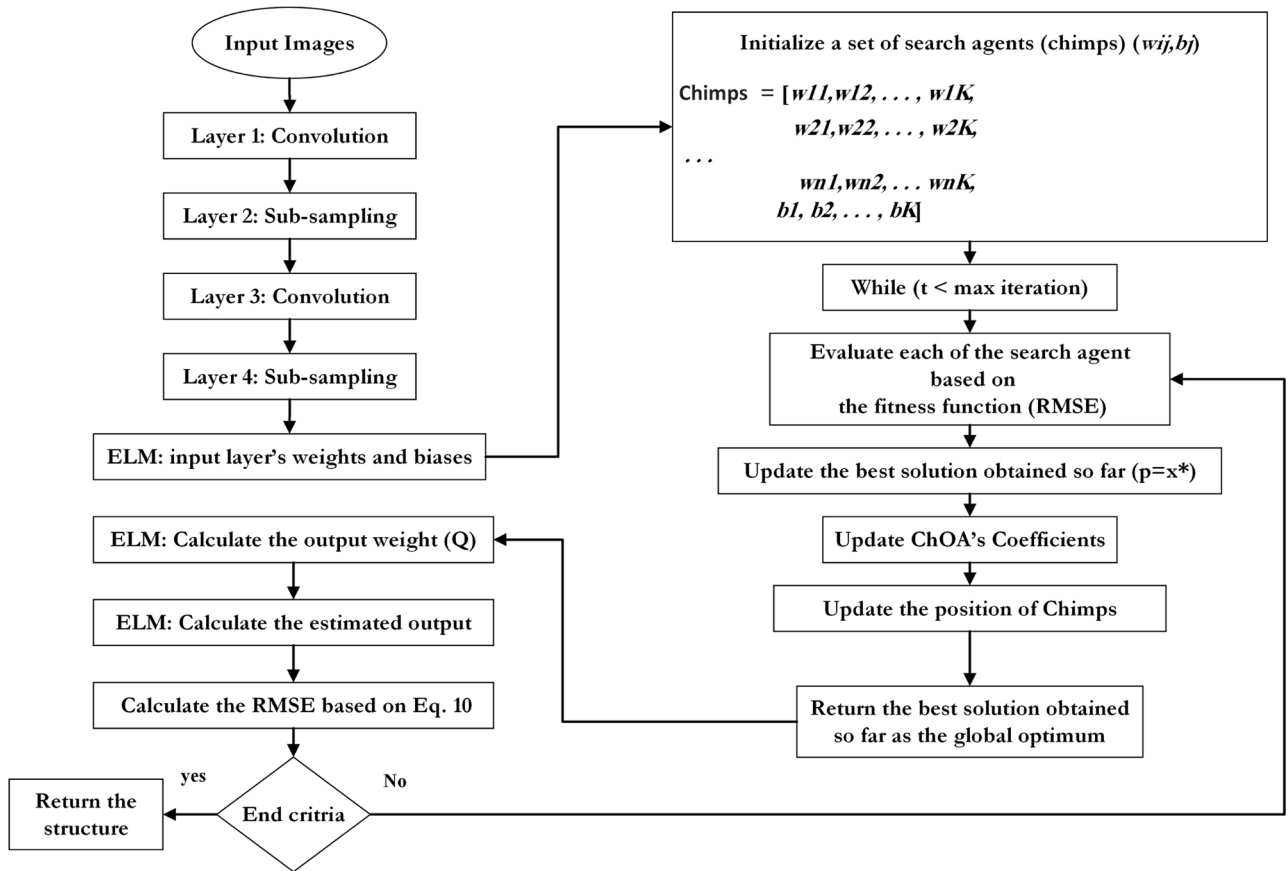 Input Images
Layer 1: Convolution
Layer 2: Sub-sampling
Layer 3: Convolution
Layer 4: Sub-sampling
ELM: input layer's weights and biases
Initialize a set of search agents (chimps) (wij,bj)
Chimps = [w11,w12, . . . , w1K,
w21,w22, . . . , w2K,
. . .
wn1,wn2, . . . wnK,
b1, b2, . . . , bK]
While (t < max iteration)
Evaluate each of the search agent
based on
the fitness function (RMSE)
Update the best solution obtained so far (p=x*)
Update ChOA's Coefficients
Update the position of Chimps
Return the best solution obtained
so far as the global optimum
ELM: Calculate the output weight (Q)
ELM: Calculate the estimated output
Calculate the RMSE based on Eq. 10
End critria
yes
No
Return the
structure